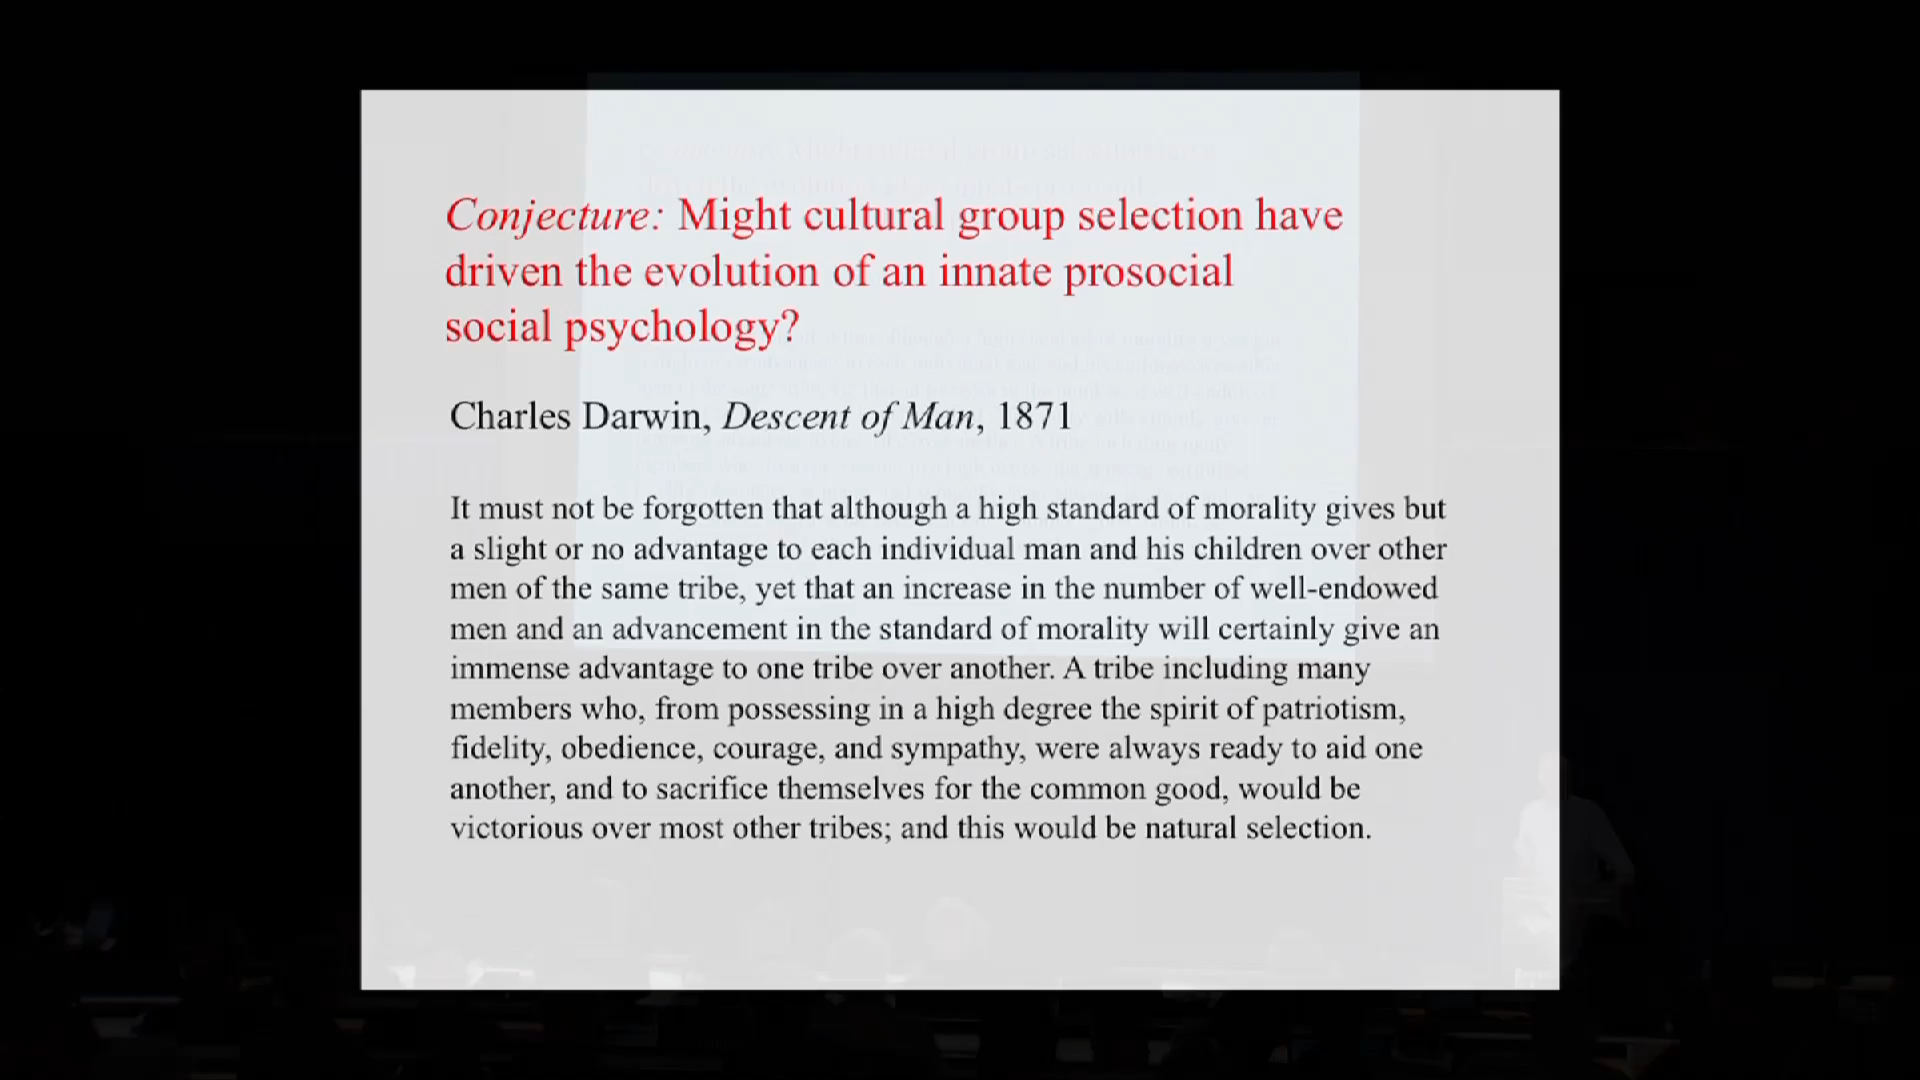 Conjecture: Might cultural group selection have
driven the evolution of an innate prosocial
social psychology?
Charles Darwin, Descent of Man, 1871
It must not be forgotten that although a high standard of morality gives but
a slight or no advantage to each individual man and his children over other
men of the same tribe, yet that an increase in the number of well-endowed
men and an advancement in the standard of morality will certainly give an
immense advantage to one tribe over another. A tribe including many
members who, from possessing in a high degree the spirit of patriotism,
fidelity, obedience, courage, and sympathy, were always ready to aid one
another, and to sacrifice themselves for the common good, would be
victorious over most other tribes; and this would be natural selection.